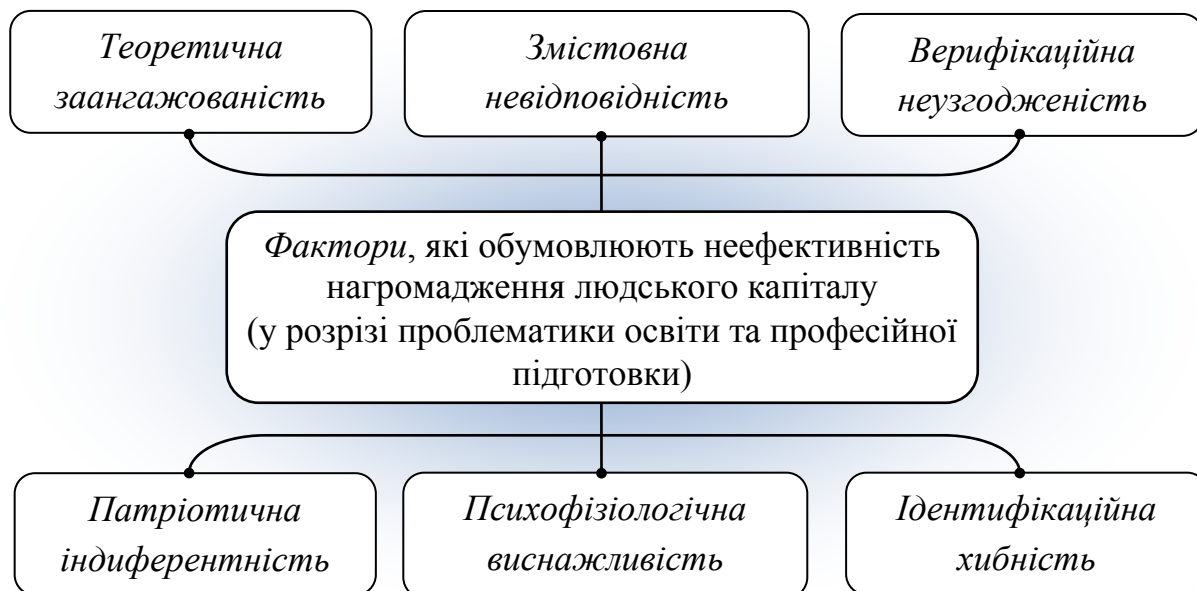 Теоретична
заангажованість
Змістовна
невідповідність
Верифікаційна
неузгодженість
Фактори, які обумовлюють неефективність
нагромадження людського капіталу
(у розрізі проблематики освіти та професійної
підготовки)
Патріотична
індиферентність
Психофізіологічна
виснажливість
Ідентифікаційна
хибність